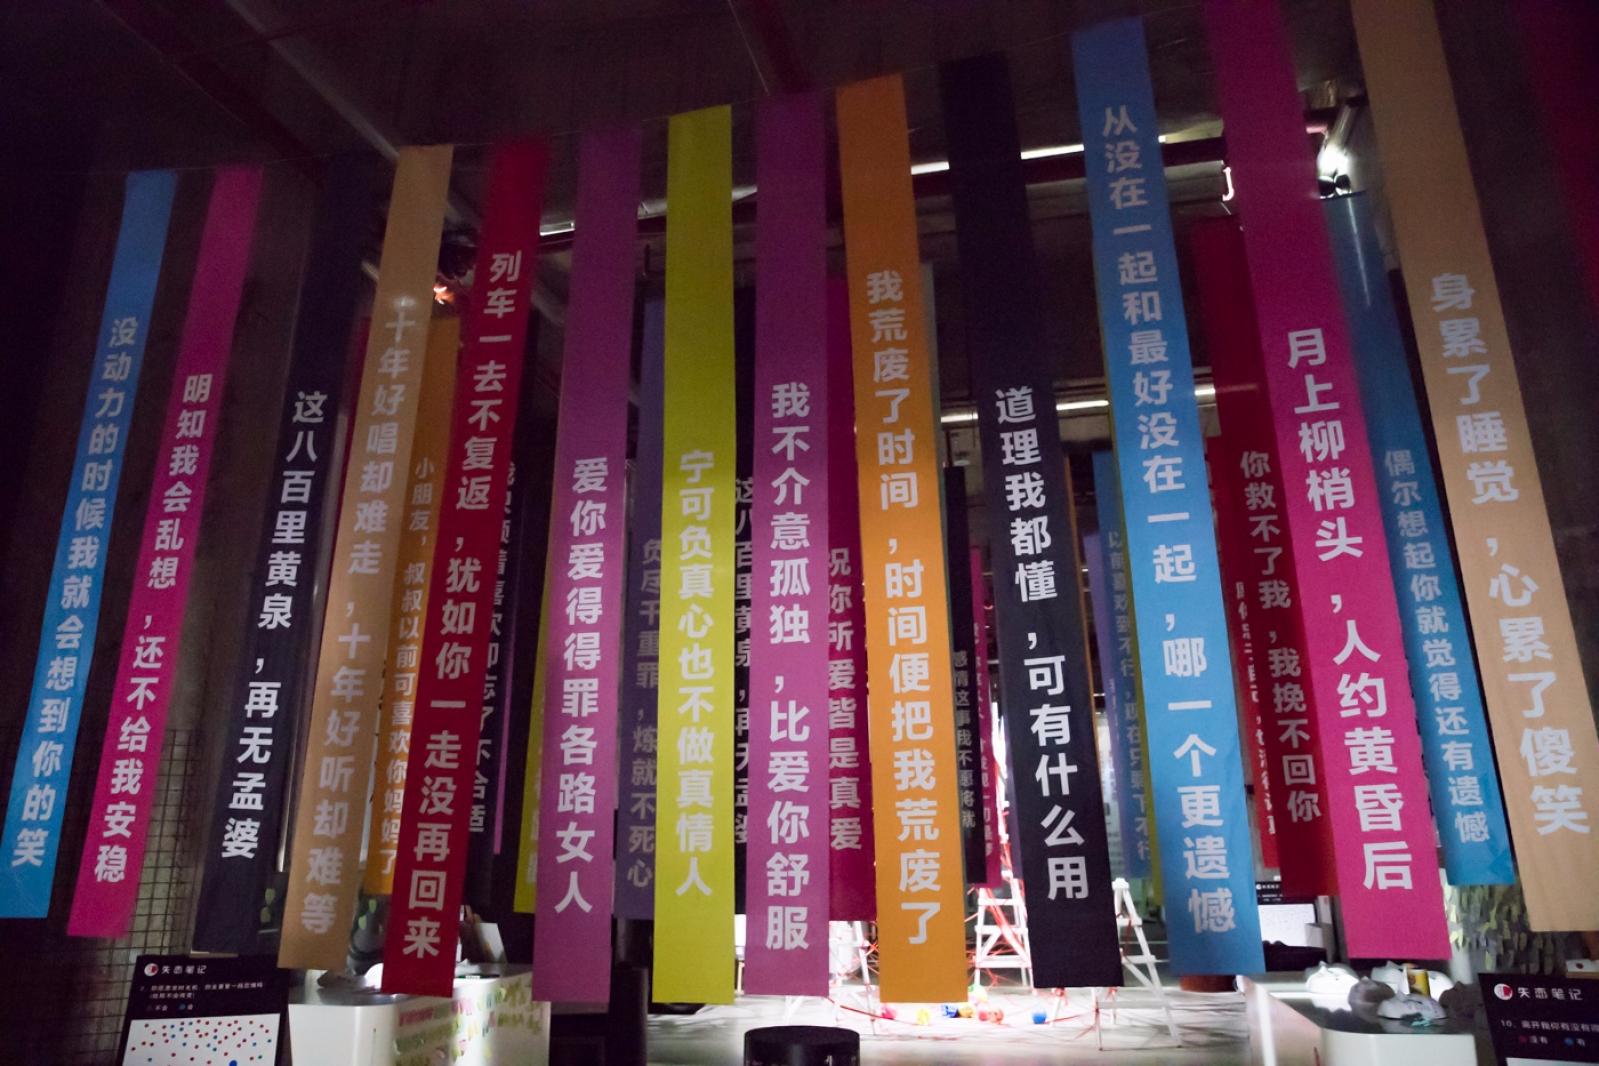 没动力的时候我就会想到你的笑
明知我会乱想，还不给我安稳
这八百里黄泉，再无孟婆
十年好唱却难走，十年好听却难等
小朋友，叔叔以前可喜欢你妈妈了
列车一去不复返，犹如你一走没再回来
爱你爱得得罪各路女人
负尽千重罪，炼就不死心
宁可负真心也不做真情人
这八百里黄泉，再无孟婆
我不介意孤独，比爱你舒服
祝你所爱皆是真爱
我荒废了时间，时间便把我荒废了
感情这事我不愿将就
道理我都懂，可有什么用
从没在一起和最好没在一起，哪一个更遗憾
你救不了我，我挽不回你
月上柳梢头，人约黄昏后
偶尔想起你就觉得还有遗憾
身累了睡觉，心累了傻笑
失恋笔记
失恋笔记
没有
有